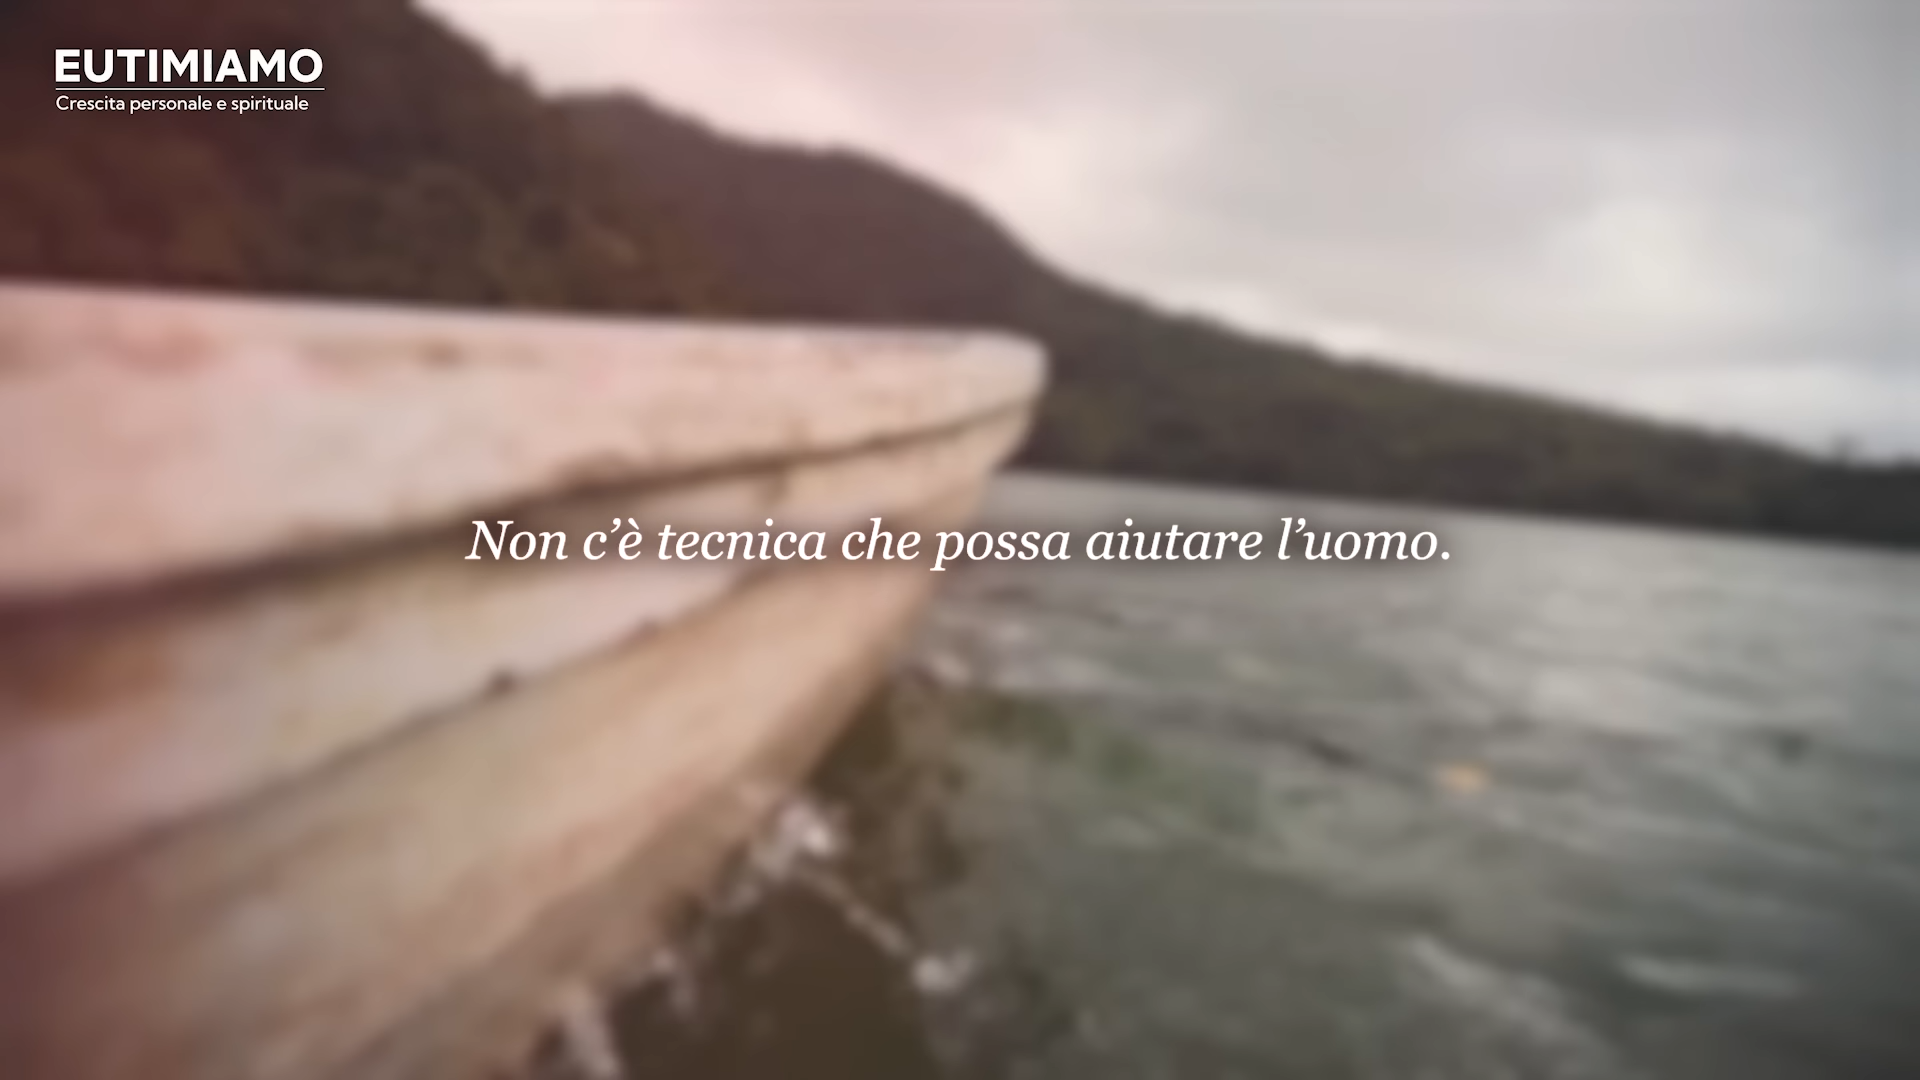 EUTIMIAMO
Crescita personale e spirituale
Non c’è tecnica che possa aiutare l’uomo.